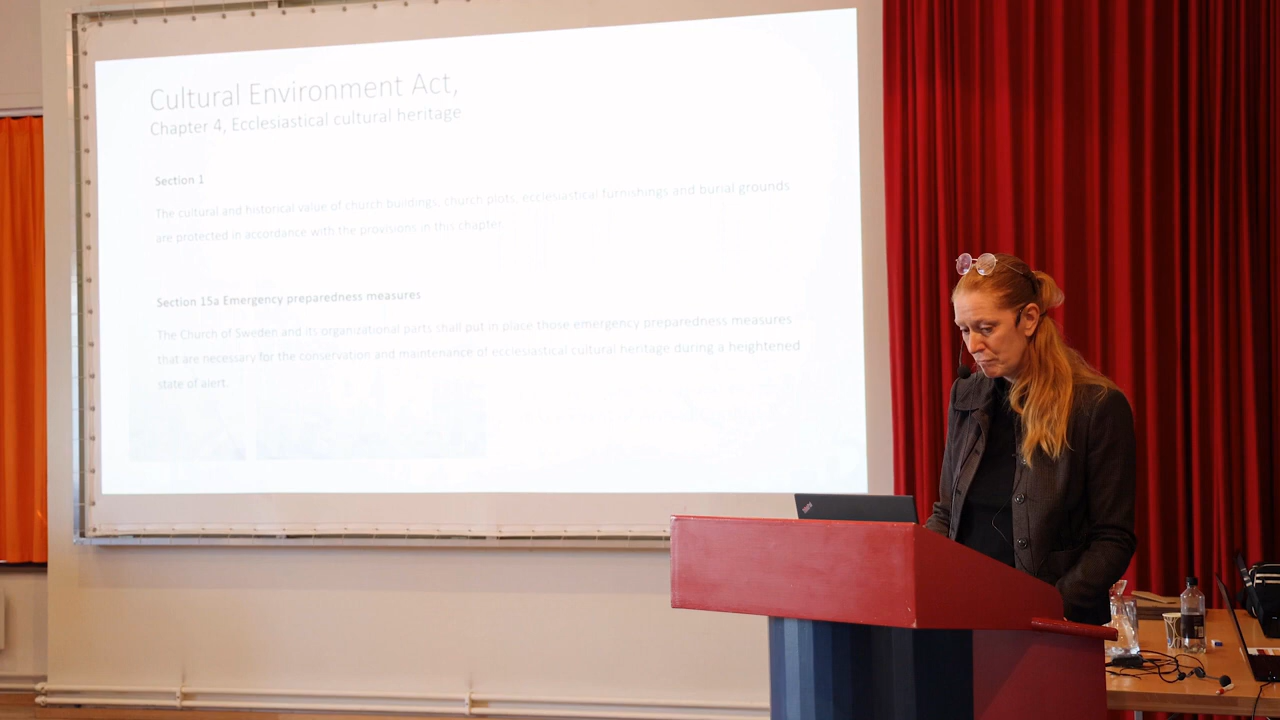 Cultural Environment Act,
Chapter 4, Ecclesiastical cultural heritage
Section 1
The cultural and historical value of church buildings, church plots, ecclesiastical furnishings and burial grounds
are protected in accordance with the provisions in this chapter.
Section 15a Emergency preparedness measures
The Church of Sweden and its organizational parts shall put in place those emergency preparedness measures
that are necessary for the conservation and maintenance of ecclesiastical cultural heritage during a heightened
state of alert.